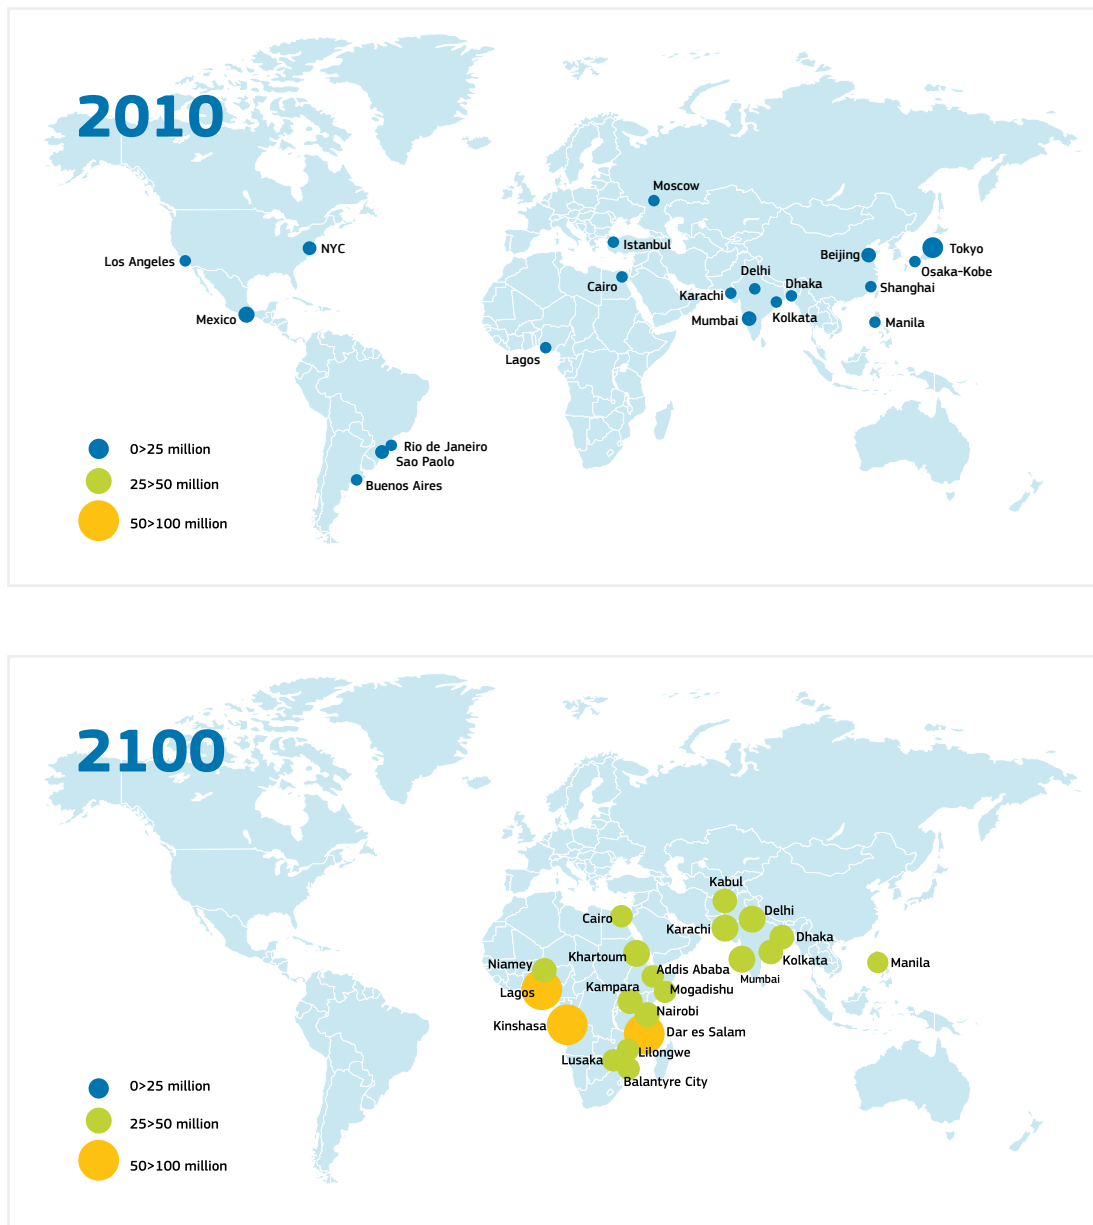 2010
Moscow
Istanbul
NYC
Los Angeles
Beijing
Tokyo
Osaka-Kobe
Delhi
Dhaka
Cairo
Karachi
Shanghai
Mexico
Mumbai
Kolkata
Manila
Lagos
0>25 million
Rio de Janeiro
Sao Paolo
25>50 million
Buenos Aires
50>100 million
2100
Kabul
Delhi
Cairo
Karachi
Dhaka
Khartoum
Kolkata
Niamey
Addis Ababa
Manila
Mumbai
Kampara
Mogadishu
Lagos
Nairobi
Kinshasa
Dar es Salam
Lilongwe
Lusaka
Balantyre City
0>25 million
25>50 million
50>100 million